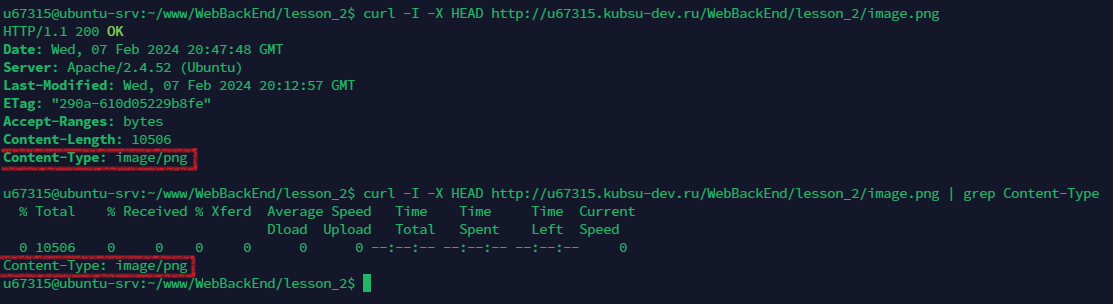 u67315@ubuntu-srv:~/www/WebBackEnd/lesson_2$ curl -I -X HEAD http://u67315.kubsu-dev.ru/WebBackEnd/lesson_2/image.png
HTTP/1.1 200 OK
Date: Wed, 07 Feb 2024 20:47:48 GMT
Server: Apache/2.4.52 (Ubuntu)
Last-Modified: Wed, 07 Feb 2024 20:12:57 GMT
ETag: "290a-610d05229b8fe"
Accept-Ranges: bytes
Content-Length: 10506
Content-Type: image/png
u67315@ubuntu-srv:~/www/WebBackEnd/lesson_2$ curl -I -X HEAD http://u67315.kubsu-dev.ru/WebBackEnd/lesson_2/image.png | grep Content-Type
  % Total    % Received % Xferd  Average Speed   Time    Time     Time  Current
                                 Dload  Upload   Total   Spent    Left  Speed
  0 10506    0     0    0     0      0      0 --:--:-- --:--:-- --:--:--     0
Content-Type: image/png
u67315@ubuntu-srv:~/www/WebBackEnd/lesson_2$